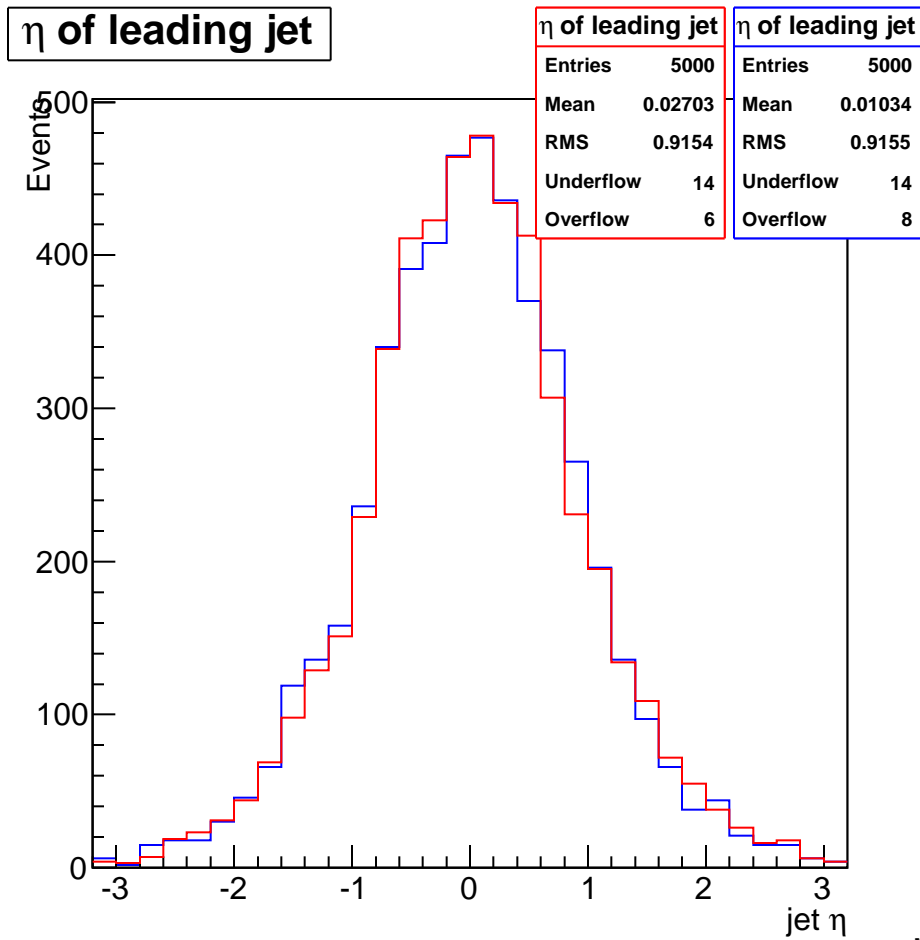 η of leading jet
η of leading jet
Entries 5000
Mean 0.02703
RMS 0.9154
Underflow 14
Overflow 6
η of leading jet
Entries 5000
Mean 0.01034
RMS 0.9155
Underflow 14
Overflow 8
Events
500
400
300
200
100
0
-3 -2 -1 0 1 2 3
jet η